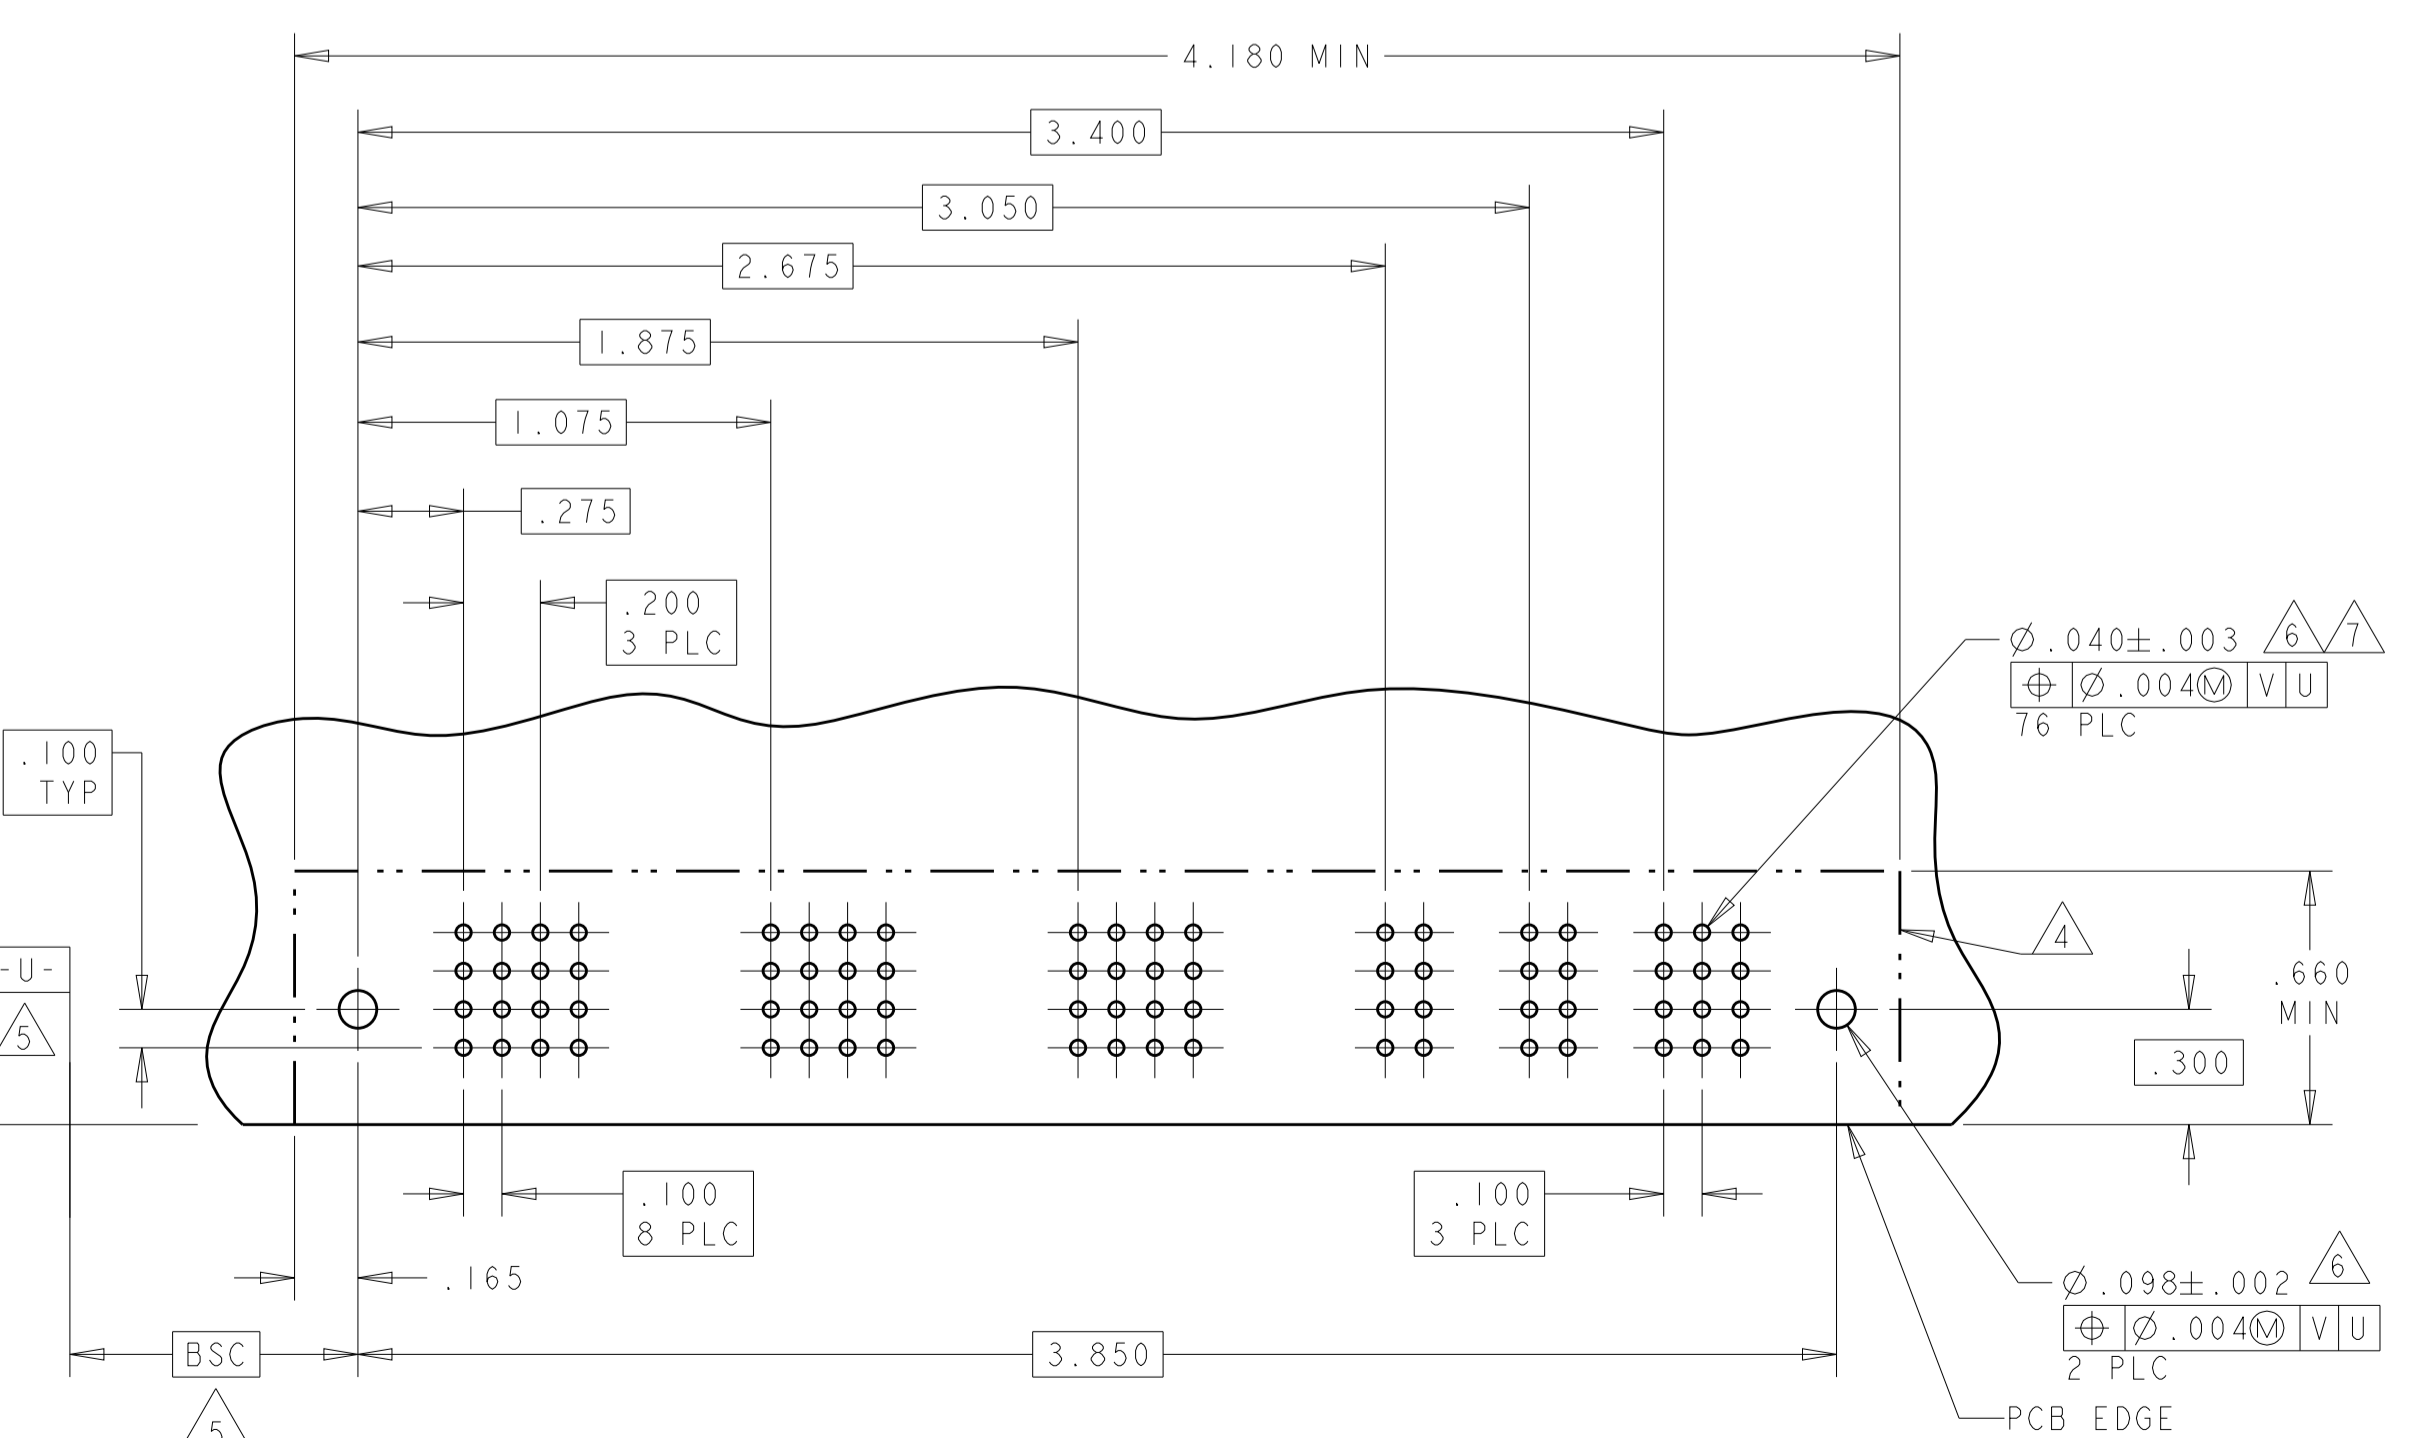 4.180 MIN
3.400
3.050
2.675
1.875
1.075
.275
.200
3 PLC
Ø.040±.003 6 7
⌖ Ø.004Ⓜ V U
76 PLC
.100
TYP
4
-U-
5
.660
MIN
.300
.100
8 PLC
.100
3 PLC
.165
Ø.098±.002 6
⌖ Ø.004Ⓜ V U
2 PLC
BSC
3.850
5
PCB EDGE